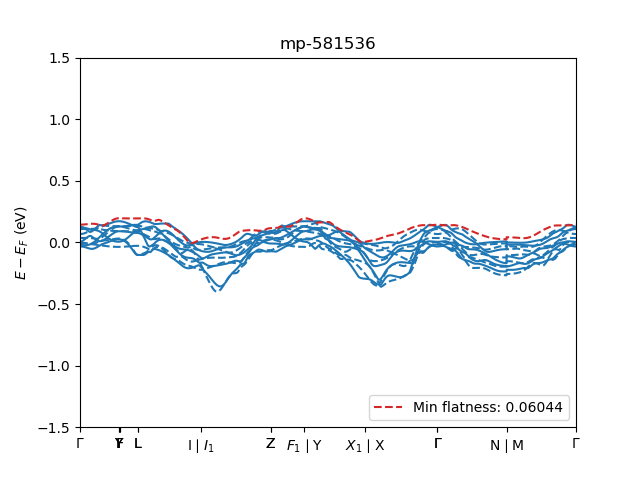 mp-581536
1.5
1.0
0.5
0.0
−0.5
−1.0
−1.5
E − E_F (eV)
Min flatness: 0.06044
Γ L I | I₁ Z F₁ | Y X₁ | X Γ N | M Γ